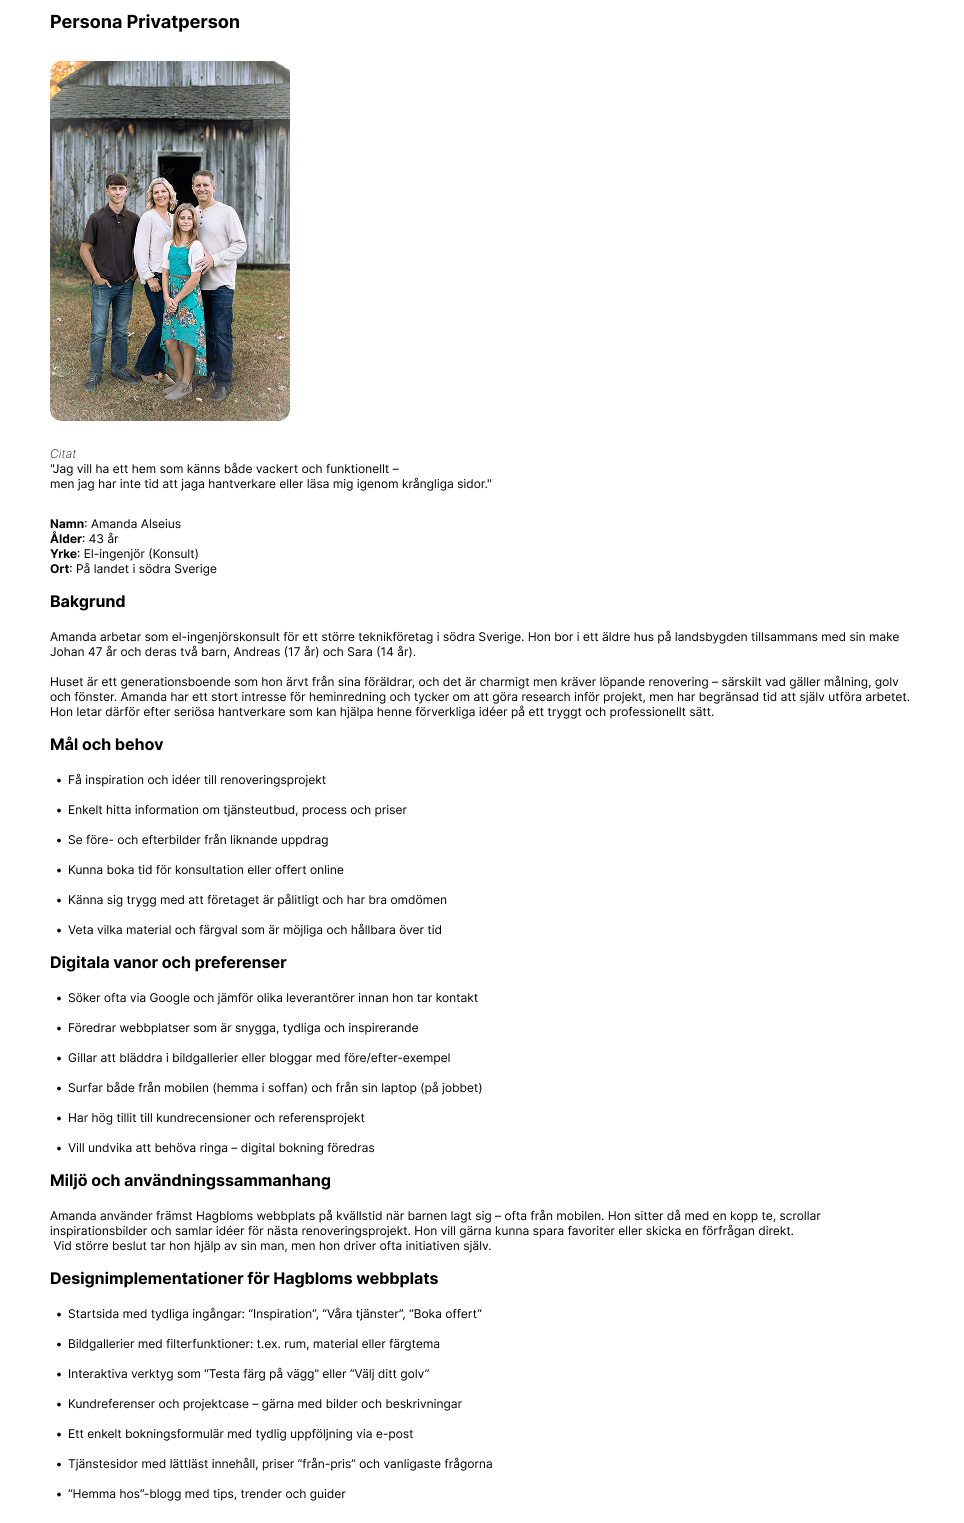 Persona Privatperson
Citat
"Jag vill ha ett hem som känns både vackert och funktionellt –
men jag har inte tid att jaga hantverkare eller läsa mig igenom krångliga sidor."
Namn: Amanda Alseius
Ålder: 43 år
Yrke: El-ingenjör (Konsult)
Ort: På landet i södra Sverige
Bakgrund
Amanda arbetar som el-ingenjörskonsult för ett större teknikföretag i södra Sverige. Hon bor i ett äldre hus på landsbygden tillsammans med sin make
Johan 47 år och deras två barn, Andreas (17 år) och Sara (14 år).
Huset är ett generationsboende som hon ärvt från sina föräldrar, och det är charmigt men kräver löpande renovering – särskilt vad gäller målning, golv
och fönster. Amanda har ett stort intresse för heminredning och tycker om att göra research inför projekt, men har begränsad tid att själv utföra arbetet.
Hon letar därför efter seriösa hantverkare som kan hjälpa henne förverkliga idéer på ett tryggt och professionellt sätt.
Mål och behov
• Få inspiration och idéer till renoveringsprojekt
• Enkelt hitta information om tjänsteutbud, process och priser
• Se före- och efterbilder från liknande uppdrag
• Kunna boka tid för konsultation eller offert online
• Känna sig trygg med att företaget är pålitligt och har bra omdömen
• Veta vilka material och färgval som är möjliga och hållbara över tid
Digitala vanor och preferenser
• Söker ofta via Google och jämför olika leverantörer innan hon tar kontakt
• Föredrar webbplatser som är snygga, tydliga och inspirerande
• Gillar att bläddra i bildgallerier eller bloggar med före/efter-exempel
• Surfar både från mobilen (hemma i soffan) och från sin laptop (på jobbet)
• Har hög tillit till kundrecensioner och referensprojekt
• Vill undvika att behöva ringa – digital bokning föredras
Miljö och användningssammanhang
Amanda använder främst Hagbloms webbplats på kvällstid när barnen lagt sig – ofta från mobilen. Hon sitter då med en kopp te, scrollar
inspirationsbilder och samlar idéer för nästa renoveringsprojekt. Hon vill gärna kunna spara favoriter eller skicka en förfrågan direkt.
Vid större beslut tar hon hjälp av sin man, men hon driver ofta initiativen själv.
Designimplementationer för Hagbloms webbplats
• Startsida med tydliga ingångar: “Inspiration”, “Våra tjänster”, “Boka offert”
• Bildgallerier med filterfunktioner: t.ex. rum, material eller färgtema
• Interaktiva verktyg som “Testa färg på vägg” eller “Välj ditt golv”
• Kundreferenser och projektcase – gärna med bilder och beskrivningar
• Ett enkelt bokningsformulär med tydlig uppföljning via e-post
• Tjänstesidor med lättläst innehåll, priser “från-pris” och vanligaste frågorna
• “Hemma hos”-blogg med tips, trender och guider